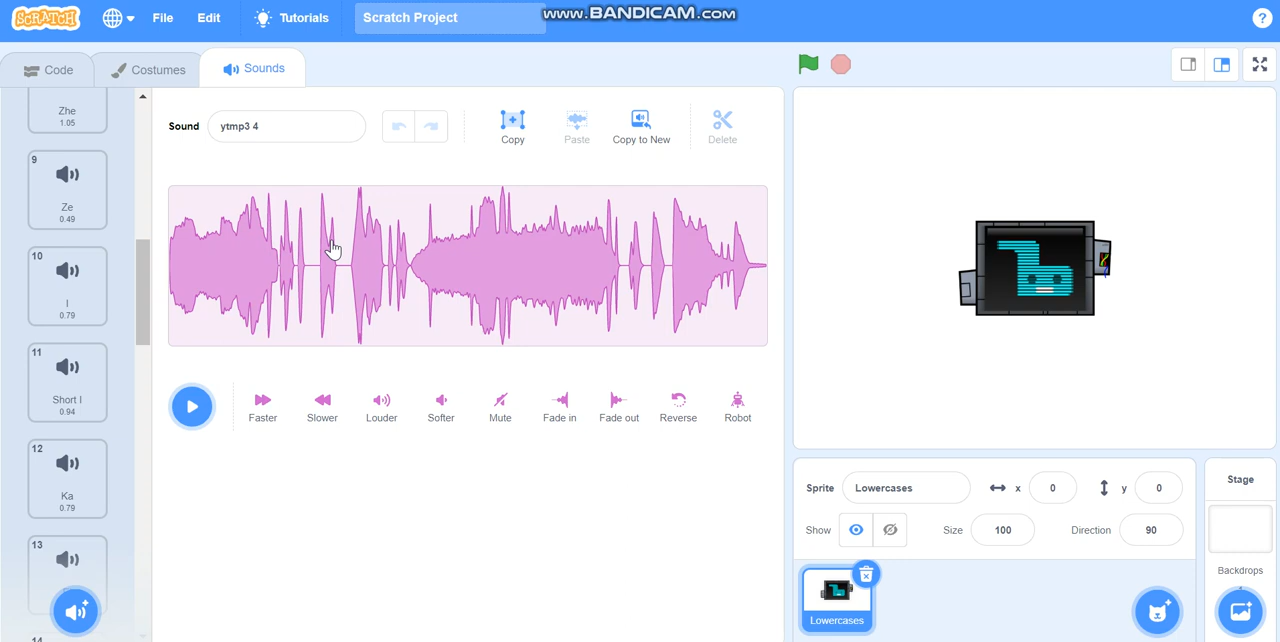 SCRATCH File Edit Tutorials Scratch Project www.BANDICAM.com ?
Code Costumes Sounds
Sound ytmp3 4 Copy Paste Copy to New Delete
Zhe
1.05
9
Ze
0.49
10
I
0.79
11
Short I
0.94
12
Ka
0.79
13
14
Faster Slower Louder Softer Mute Fade in Fade out Reverse Robot
Sprite Lowercases x 0 y 0
Show Size 100 Direction 90
Lowercases
Stage
Backdrops